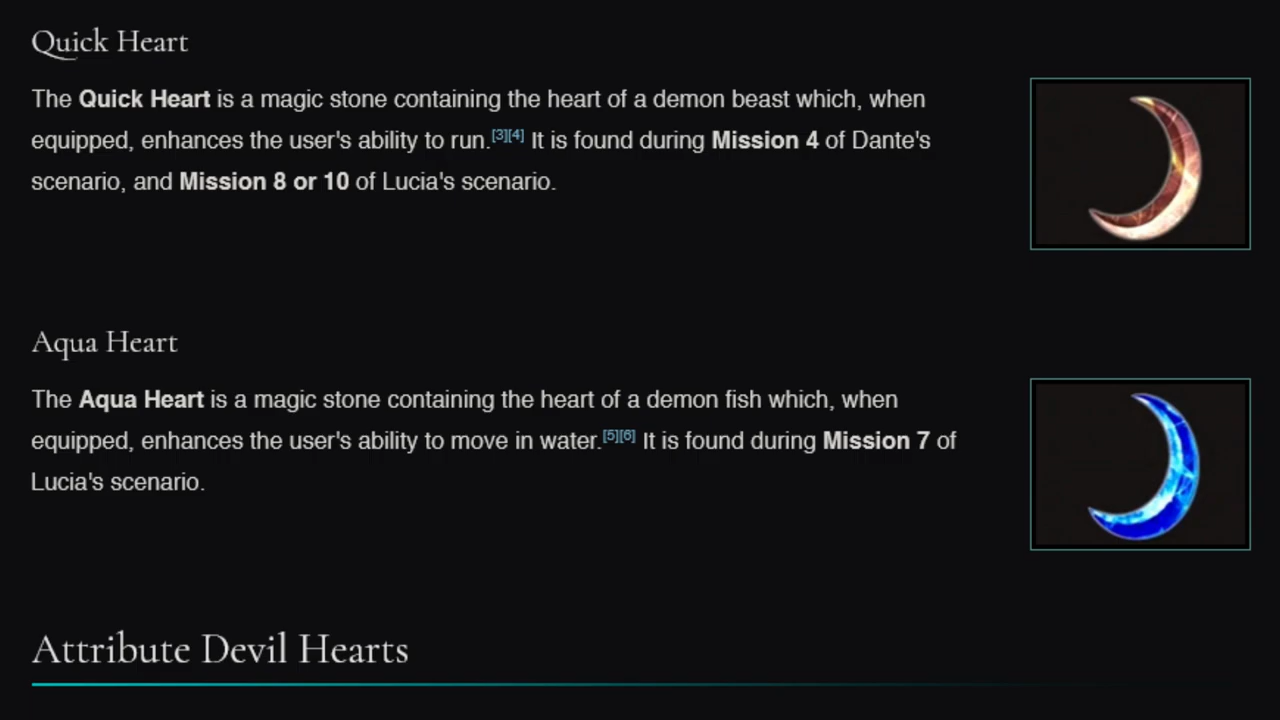 Quick Heart
The Quick Heart is a magic stone containing the heart of a demon beast which, when
equipped, enhances the user's ability to run.[3][4] It is found during Mission 4 of Dante's
scenario, and Mission 8 or 10 of Lucia's scenario.
Aqua Heart
The Aqua Heart is a magic stone containing the heart of a demon fish which, when
equipped, enhances the user's ability to move in water.[5][6] It is found during Mission 7 of
Lucia's scenario.
Attribute Devil Hearts